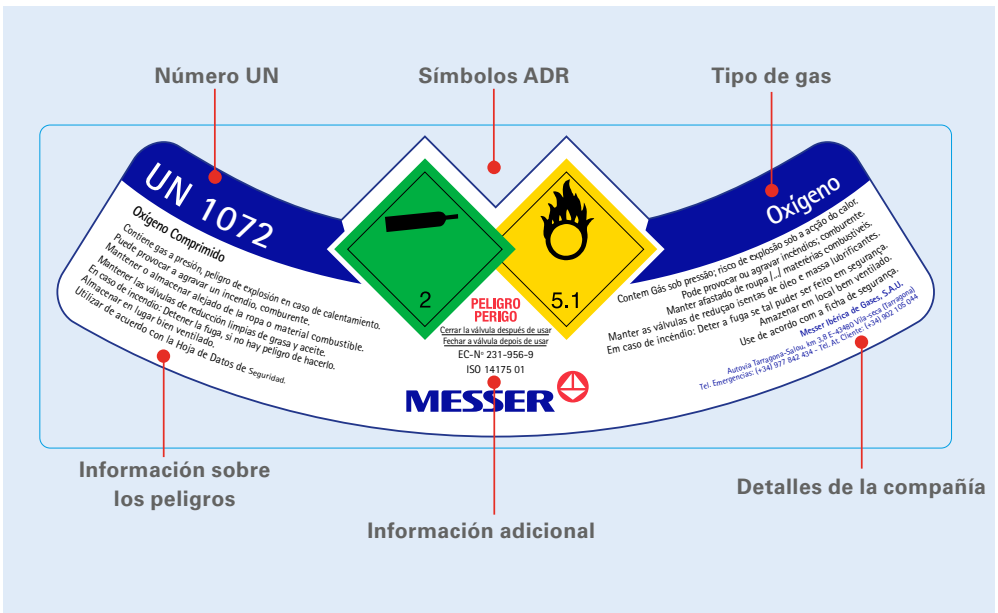 Número UN
Símbolos ADR
Tipo de gas
UN 1072
Oxígeno Comprimido
Contiene gas a presión, peligro de explosión en caso de calentamiento.
Puede provocar a agravar un incendio, comburente.
Mantener o almacenar alejado de la ropa o material combustible.
Mantener las válvulas de reducción limpias de grasa y aceite.
En caso de incendio: Detener la fuga, si no hay peligro de hacerlo.
Almacenar en lugar bien ventilado.
Utilizar de acuerdo con la Hoja de Datos de Seguridad.
2
5.1
PELIGRO
PERIGO
Cerrar la válvula después de usar
Fechar a válvula depois de usar
EC-Nº 231-956-9
ISO 14175 01
MESSER
Oxígeno
Contem Gás sob pressão; risco de explosão sob a acção do calor.
Pode provocar ou agravar incéndios; comburente.
Manter afastado de roupa /.../ matérérias combustíveis.
Manter as válvulas de redução isentas de óleo e massa lubrificantes.
Em caso de incéndio: Deter a fuga se tal puder ser feito em segurança.
Amazenar em local bem ventilado.
Use de acordo com a ficha de segurança.
Messer Ibérica de Gases, S.A.U.
Autovia Tarragona-Salou, km 3,8 E-43480 Vila-seca (Tarragona)
Tel. Emergencias: (+34) 977 842 434 - Tel. At. Cliente: (+34) 902 105 044
Información sobre
los peligros
Información adicional
Detalles de la compañía